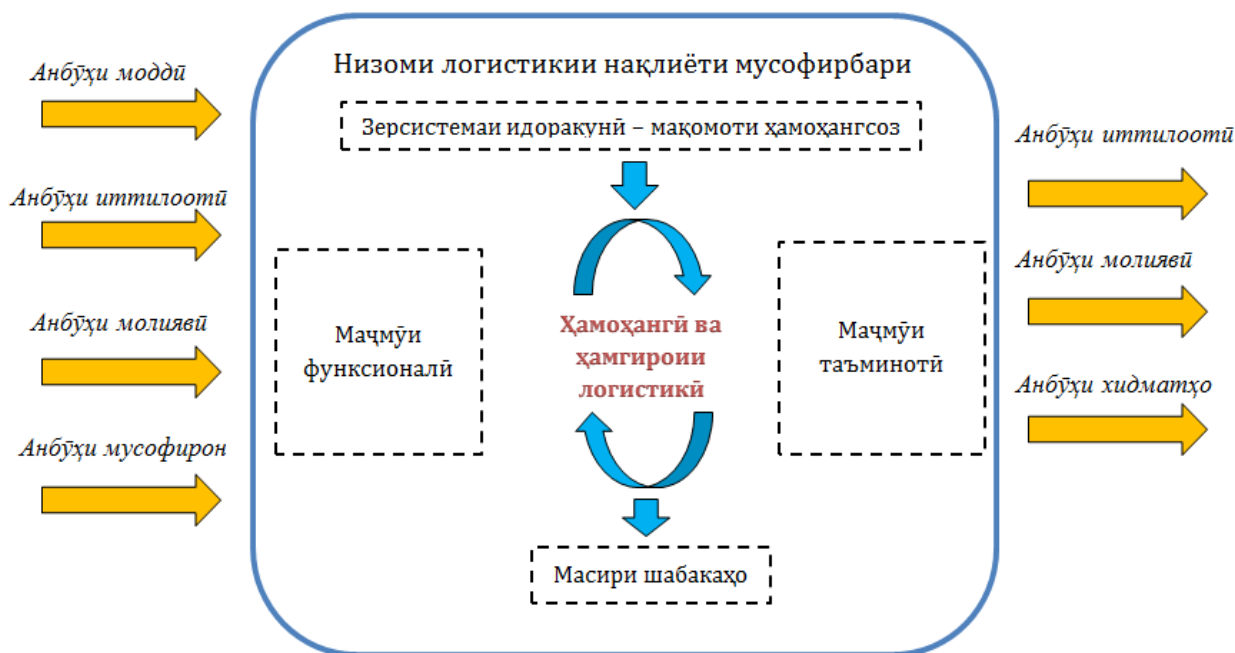 Анбӯҳи моддӣ
Анбӯҳи иттилоотӣ
Анбӯҳи молиявӣ
Анбӯҳи мусофирон
Низоми логистикии нақлиёти мусофирбари
Зерсистемаи идоракунӣ – мақомоти ҳамоҳангсоз
Маҷмӯи
функсионалӣ
Ҳамоҳангӣ ва
ҳамгироии
логистикӣ
Маҷмӯи
таъминотӣ
Масири шабакаҳо
Анбӯҳи иттилоотӣ
Анбӯҳи молиявӣ
Анбӯҳи хидматҳо